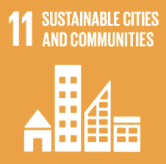 11 SUSTAINABLE CITIES
AND COMMUNITIES